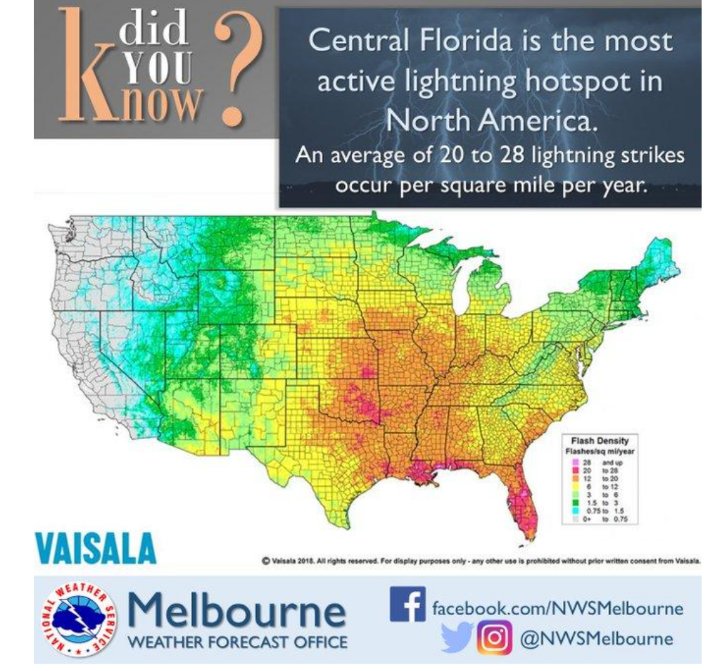 did
YOU
know?
Central Florida is the most
active lightning hotspot in
North America.
An average of 20 to 28 lightning strikes
occur per square mile per year.
Flash Density
Flashes/sq mi/year
28 and up
20 to 28
12 to 20
6 to 12
3 to 6
1.5 to 3
0.75 to 1.5
0+ to 0.75
VAISALA
© Vaisala 2018. All rights reserved. For display purposes only - any other use is prohibited without prior written consent from Vaisala.
NATIONAL WEATHER SERVICE
Melbourne
WEATHER FORECAST OFFICE
facebook.com/NWSMelbourne
@NWSMelbourne